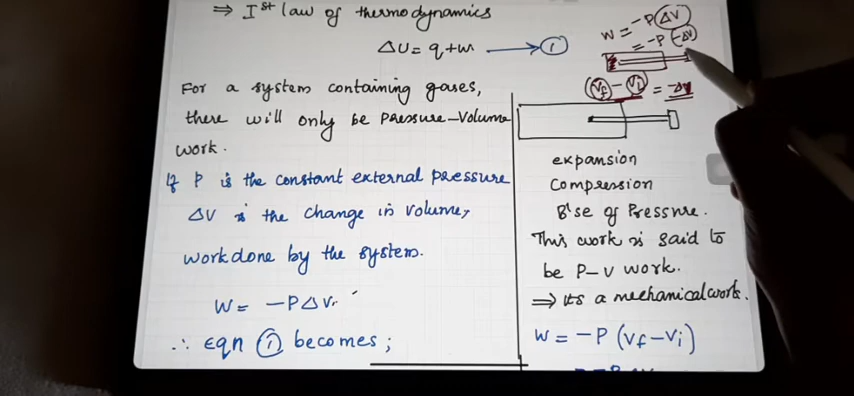 ⇒ Ist law of thermodynamics
ΔU = q+w ⟶ ①
For a system containing gases,
there will only be Pressure-Volume
work.
If P is the constant external pressure
ΔV is the change in volume,
workdone by the system.
W = -PΔV.
∴ Eqn ① becomes;
W = -P(ΔV)
= -P(-ΔV)
(Vf - Vi) = -ΔV
expansion
Compression
B'se of Pressure.
This work is said to
be P-V work.
⇒ its a mechanical work.
W = -P (Vf-Vi)